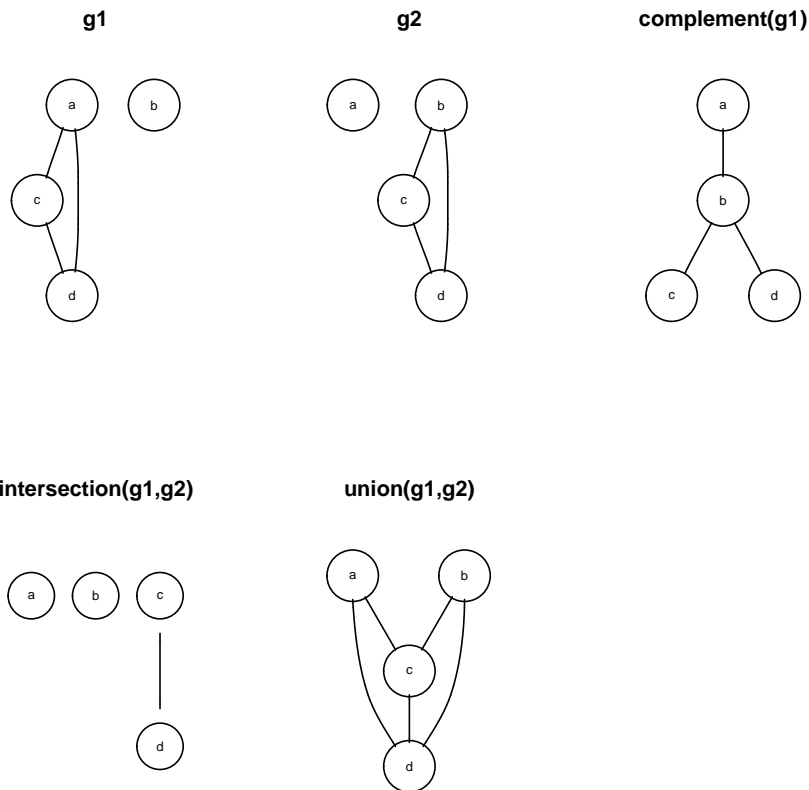 g1
a
b
c
d
g2
a
b
c
d
complement(g1)
a
b
c
d
intersection(g1,g2)
a
b
c
d
union(g1,g2)
a
b
c
d